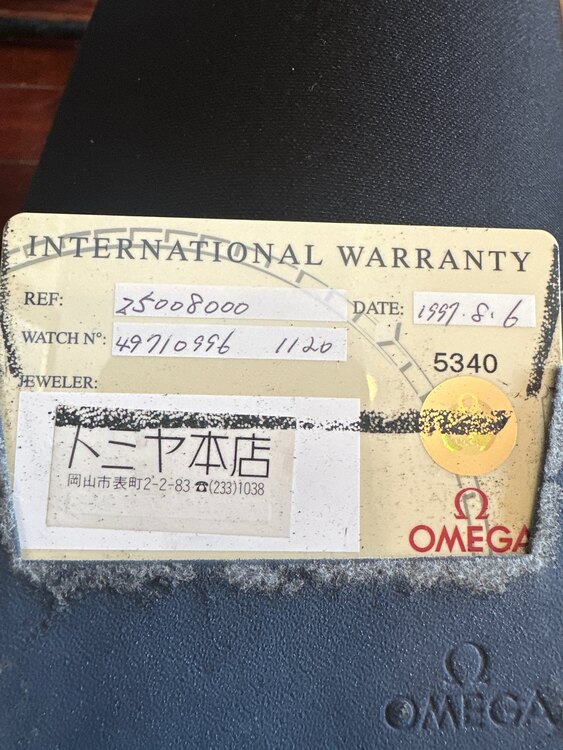 INTERNATIONAL WARRANTY
REF: 25008000 DATE: 1997.8.6
WATCH Nº: 49710996 1120
5340
JEWELER:
トミヤ本店
岡山市表町2-2-83 ☎(233)1038
Ω
OMEGA
Ω
OMEGA